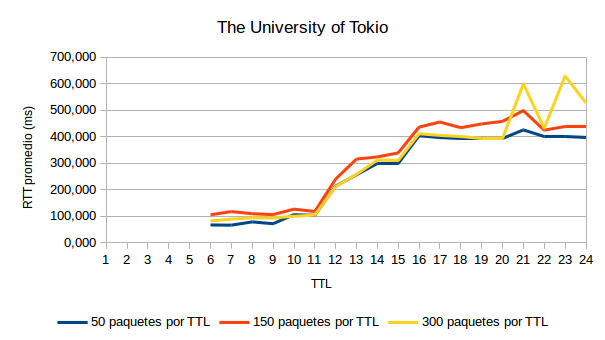 The University of Tokio
700,000
600,000
500,000
400,000
300,000
200,000
100,000
0,000
RTT promedio (ms)
1 2 3 4 5 6 7 8 9 10 11 12 13 14 15 16 17 18 19 20 21 22 23 24
TTL
50 paquetes por TTL 150 paquetes por TTL 300 paquetes por TTL